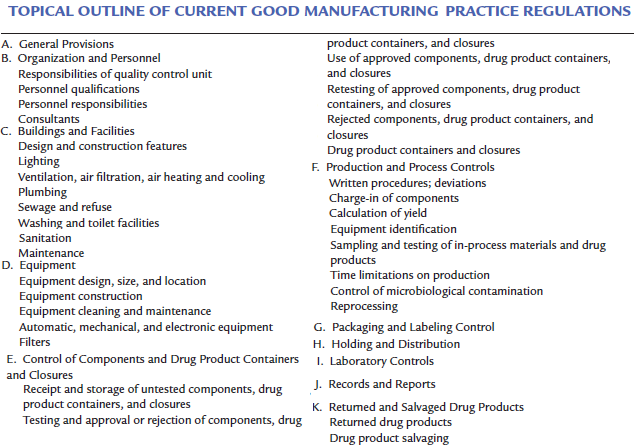 TOPICAL OUTLINE OF CURRENT GOOD MANUFACTURING PRACTICE REGULATIONS
A. General Provisions
B. Organization and Personnel
Responsibilities of quality control unit
Personnel qualifications
Personnel responsibilities
Consultants
C. Buildings and Facilities
Design and construction features
Lighting
Ventilation, air filtration, air heating and cooling
Plumbing
Sewage and refuse
Washing and toilet facilities
Sanitation
Maintenance
D. Equipment
Equipment design, size, and location
Equipment construction
Equipment cleaning and maintenance
Automatic, mechanical, and electronic equipment
Filters
E. Control of Components and Drug Product Containers
and Closures
Receipt and storage of untested components, drug
product containers, and closures
Testing and approval or rejection of components, drug
product containers, and closures
Use of approved components, drug product containers,
and closures
Retesting of approved components, drug product
containers, and closures
Rejected components, drug product containers, and
closures
Drug product containers and closures
F. Production and Process Controls
Written procedures; deviations
Charge-in of components
Calculation of yield
Equipment identification
Sampling and testing of in-process materials and drug
products
Time limitations on production
Control of microbiological contamination
Reprocessing
G. Packaging and Labeling Control
H. Holding and Distribution
I. Laboratory Controls
J. Records and Reports
K. Returned and Salvaged Drug Products
Returned drug products
Drug product salvaging